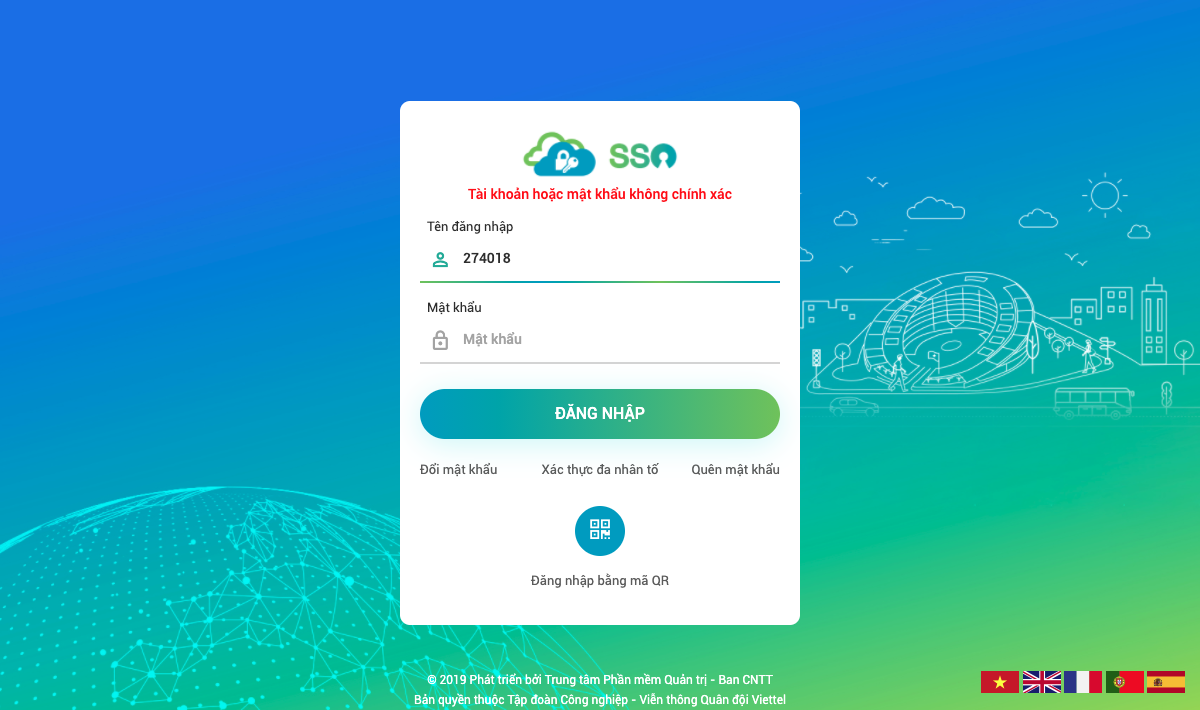 SSO
Tài khoản hoặc mật khẩu không chính xác
Tên đăng nhập
274018
Mật khẩu
Mật khẩu
ĐĂNG NHẬP
Đổi mật khẩu Xác thực đa nhân tố Quên mật khẩu
Đăng nhập bằng mã QR
© 2019 Phát triển bởi Trung tâm Phần mềm Quản trị - Ban CNTT
Bản quyền thuộc Tập đoàn Công nghiệp - Viễn thông Quân đội Viettel